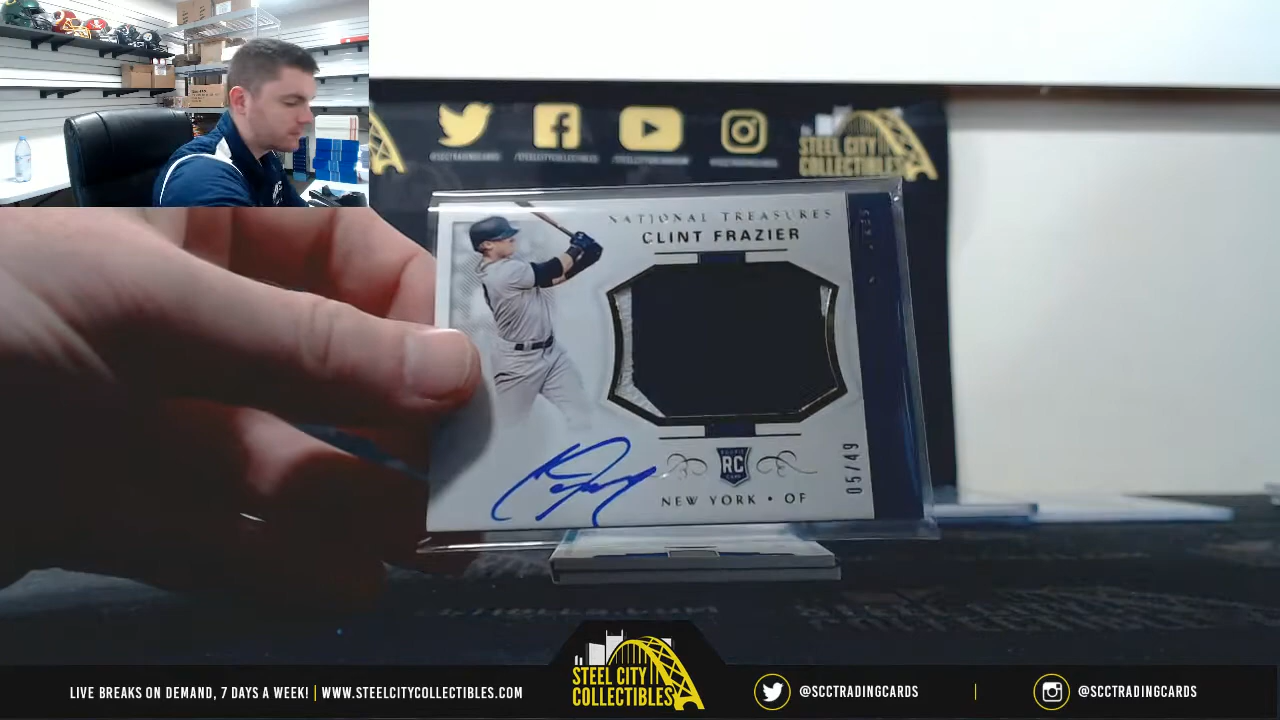 STEEL CITY
COLLECTIBLES
NATIONAL TREASURES
CLINT FRAZIER
RC
NEW YORK • OF
05/49
STEEL CITY
COLLECTIBLES
LIVE BREAKS ON DEMAND, 7 DAYS A WEEK! | WWW.STEELCITYCOLLECTIBLES.COM
@SCCTRADINGCARDS | @SCCTRADINGCARDS